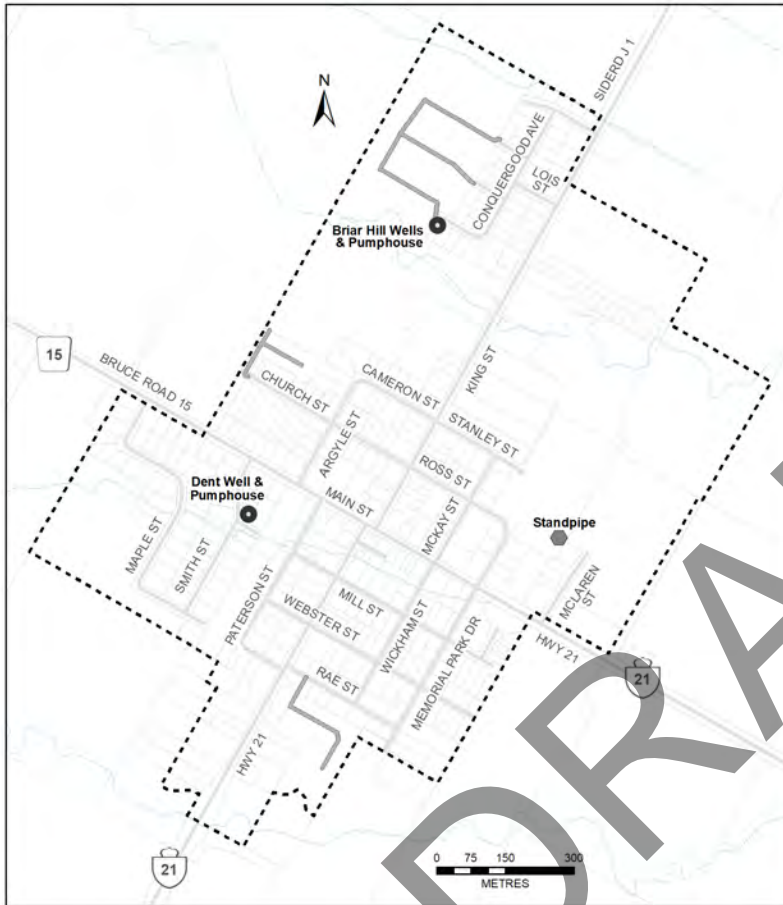 N
SIDERD J 1
CONQUERGOOD AVE
LOIS
ST
Briar Hill Wells
& Pumphouse
15
BRUCE ROAD 15
KING ST
CAMERON ST
CHURCH ST
STANLEY ST
ARGYLE ST
ROSS ST
Dent Well &
Pumphouse
MAIN ST
MCKAY ST
Standpipe
MAPLE ST
SMITH ST
MCLAREN
ST
PATERSON ST
MILL ST
WEBSTER ST
WICKHAM ST
MEMORIAL PARK DR
HWY 21
21
RAE ST
HWY 21
21
0 75 150 300
METRES
DRA